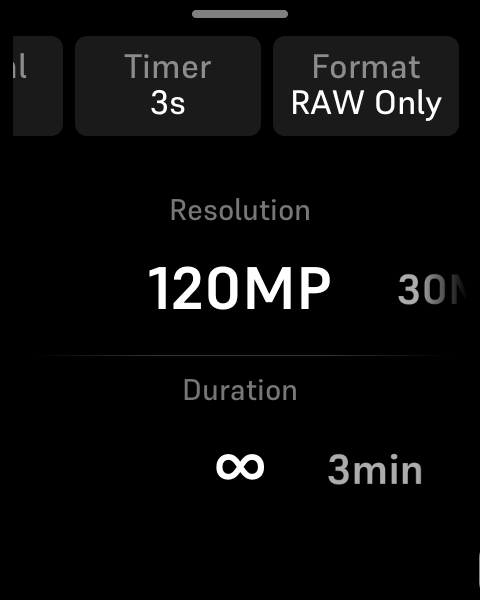 Timer
3s
Format
RAW Only
Resolution
120MP
Duration
∞
3min